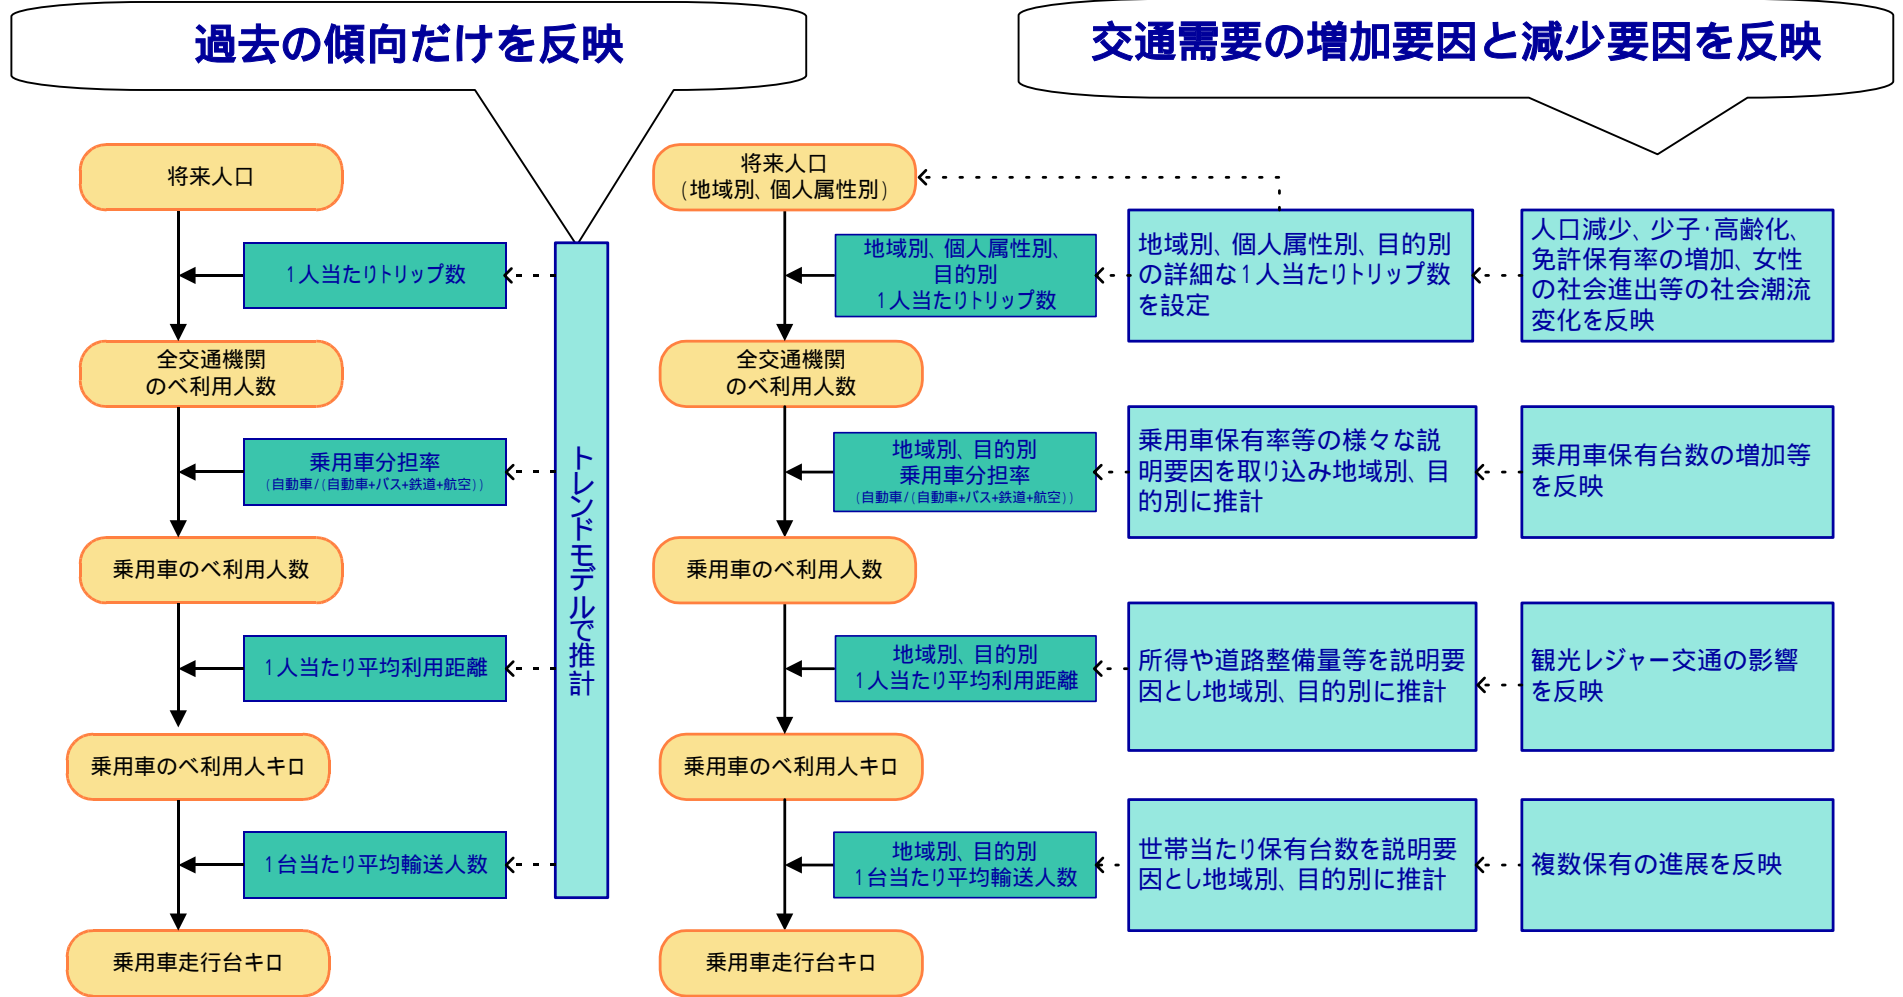 過去の傾向だけを反映
交通需要の増加要因と減少要因を反映
将来人口
1人当たりトリップ数
全交通機関
のべ利用人数
乗用車分担率
(自動車/(自動車+バス+鉄道+航空))
乗用車のべ利用人数
1人当たり平均利用距離
乗用車のべ利用人キロ
1台当たり平均輸送人数
乗用車走行台キロ
トレンドモデルで推計
将来人口
(地域別、個人属性別)
地域別、個人属性別、
目的別
1人当たりトリップ数
地域別、個人属性別、目的別
の詳細な1人当たりトリップ数
を設定
人口減少、少子・高齢化、
免許保有率の増加、女性
の社会進出等の社会潮流
変化を反映
全交通機関
のべ利用人数
地域別、目的別
乗用車分担率
(自動車/(自動車+バス+鉄道+航空))
乗用車保有率等の様々な説
明要因を取り込み地域別、目
的別に推計
乗用車保有台数の増加等
を反映
乗用車のべ利用人数
地域別、目的別
1人当たり平均利用距離
所得や道路整備量等を説明要
因とし地域別、目的別に推計
観光レジャー交通の影響
を反映
乗用車のべ利用人キロ
地域別、目的別
1台当たり平均輸送人数
世帯当たり保有台数を説明要
因とし地域別、目的別に推計
複数保有の進展を反映
乗用車走行台キロ